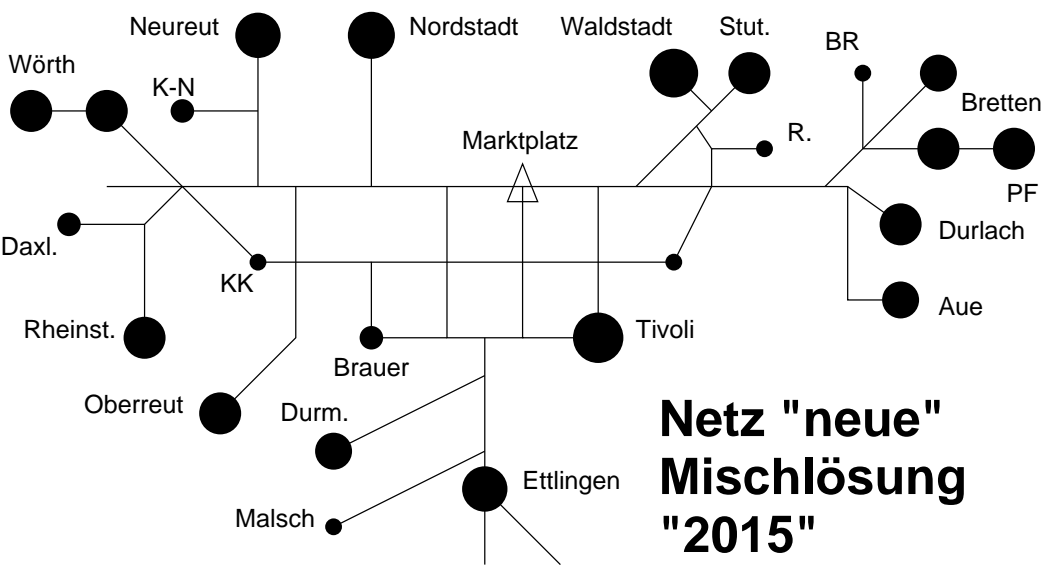 Neureut
Nordstadt
Waldstadt
Stut.
BR
Wörth
K-N
Bretten
Marktplatz
R.
PF
Daxl.
Durlach
KK
Rheinst.
Tivoli
Aue
Brauer
Oberreut
Durm.
Netz "neue"
Mischlösung
"2015"
Ettlingen
Malsch